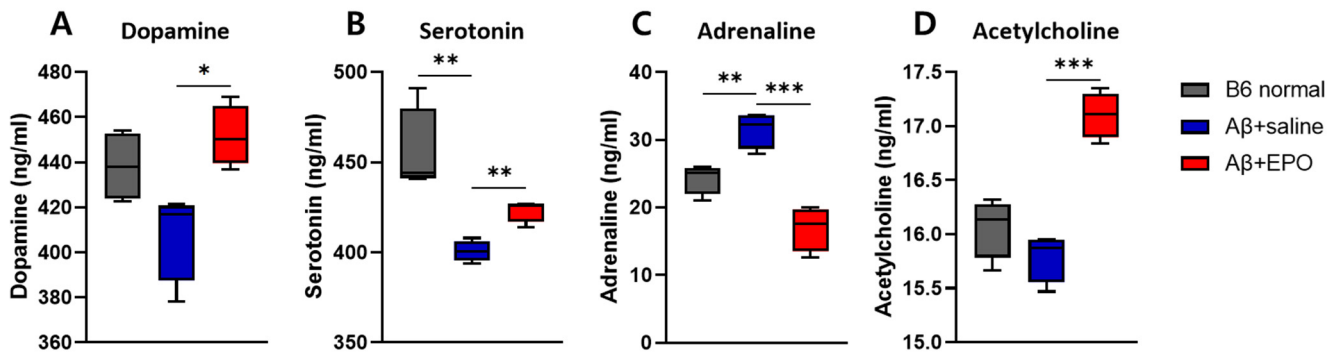 A Dopamine
Dopamine (ng/ml)
480
460
440
420
400
380
360
*
B Serotonin
Serotonin (ng/ml)
500
450
400
350
**
**
C Adrenaline
Adrenaline (ng/ml)
40
30
20
10
0
**
***
D Acetylcholine
Acetylcholine (ng/ml)
17.5
17.0
16.5
16.0
15.5
15.0
***
B6 normal
Aβ+saline
Aβ+EPO